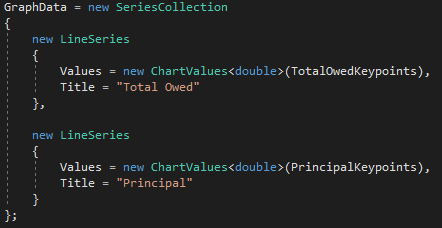 GraphData = new SeriesCollection
{
    new LineSeries
    {
        Values = new ChartValues<double>(TotalOwedKeypoints),
        Title = "Total Owed"
    },

    new LineSeries
    {
        Values = new ChartValues<double>(PrincipalKeypoints),
        Title = "Principal"
    }
};